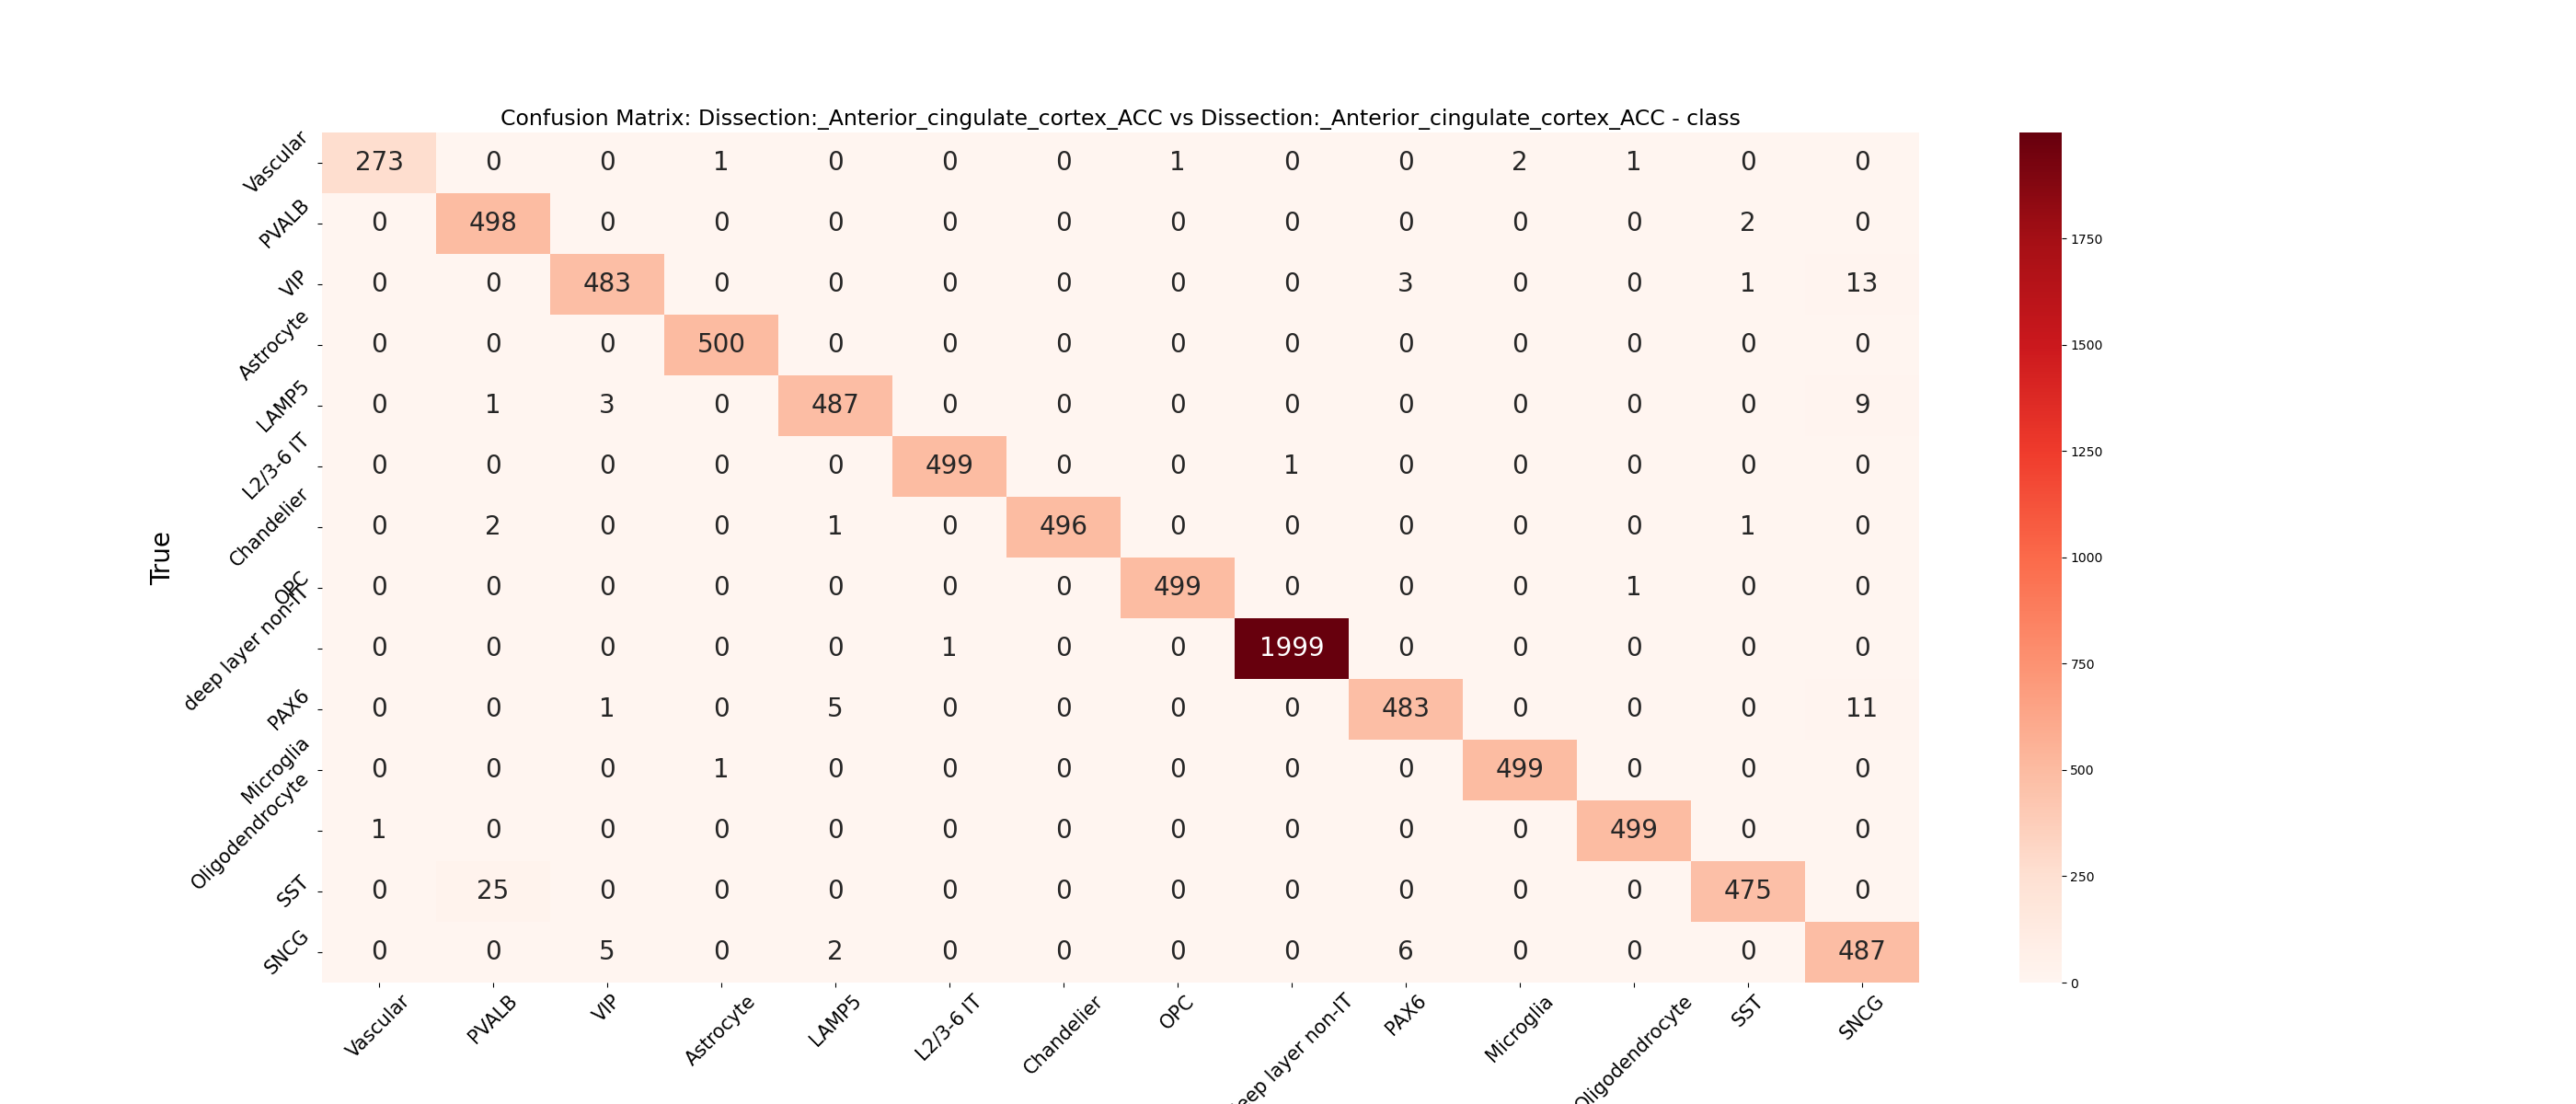 Confusion Matrix: Dissection:_Anterior_cingulate_cortex_ACC vs Dissection:_Anterior_cingulate_cortex_ACC - class
True
Vascular 273 0 0 1 0 0 0 1 0 0 2 1 0 0
PVALB 0 498 0 0 0 0 0 0 0 0 0 0 2 0
VIP 0 0 483 0 0 0 0 0 0 3 0 0 1 13
Astrocyte 0 0 0 500 0 0 0 0 0 0 0 0 0 0
LAMP5 0 1 3 0 487 0 0 0 0 0 0 0 0 9
L2/3-6 IT 0 0 0 0 0 499 0 0 1 0 0 0 0 0
Chandelier 0 2 0 0 1 0 496 0 0 0 0 0 1 0
OPC 0 0 0 0 0 0 0 499 0 0 0 1 0 0
deep layer non-IT 0 0 0 0 0 1 0 0 1999 0 0 0 0 0
PAX6 0 0 1 0 5 0 0 0 0 483 0 0 0 11
Microglia 0 0 0 1 0 0 0 0 0 0 499 0 0 0
Oligodendrocyte 1 0 0 0 0 0 0 0 0 0 0 499 0 0
SST 0 25 0 0 0 0 0 0 0 0 0 0 475 0
SNCG 0 0 5 0 2 0 0 0 0 6 0 0 0 487
Vascular PVALB VIP Astrocyte LAMP5 L2/3-6 IT Chandelier OPC eep layer non-IT PAX6 Microglia Oligodendrocyte SST SNCG
1750
1500
1250
1000
750
500
250
0